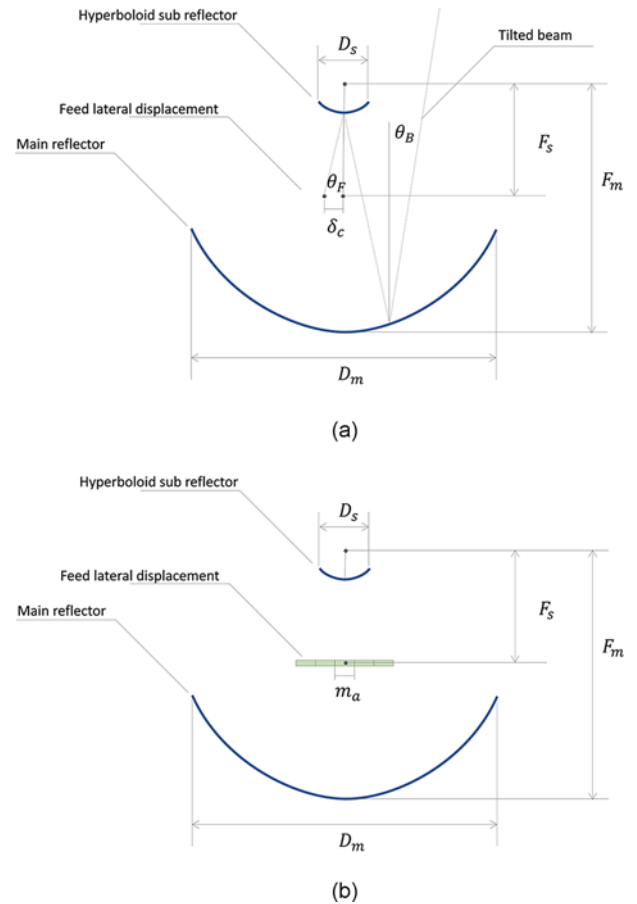 Hyperboloid sub reflector
D_s
Tilted beam
Feed lateral displacement
θ_B
F_s
Main reflector
θ_F
F_m
δ_c
D_m
(a)
Hyperboloid sub reflector
D_s
Feed lateral displacement
F_s
Main reflector
F_m
m_a
D_m
(b)